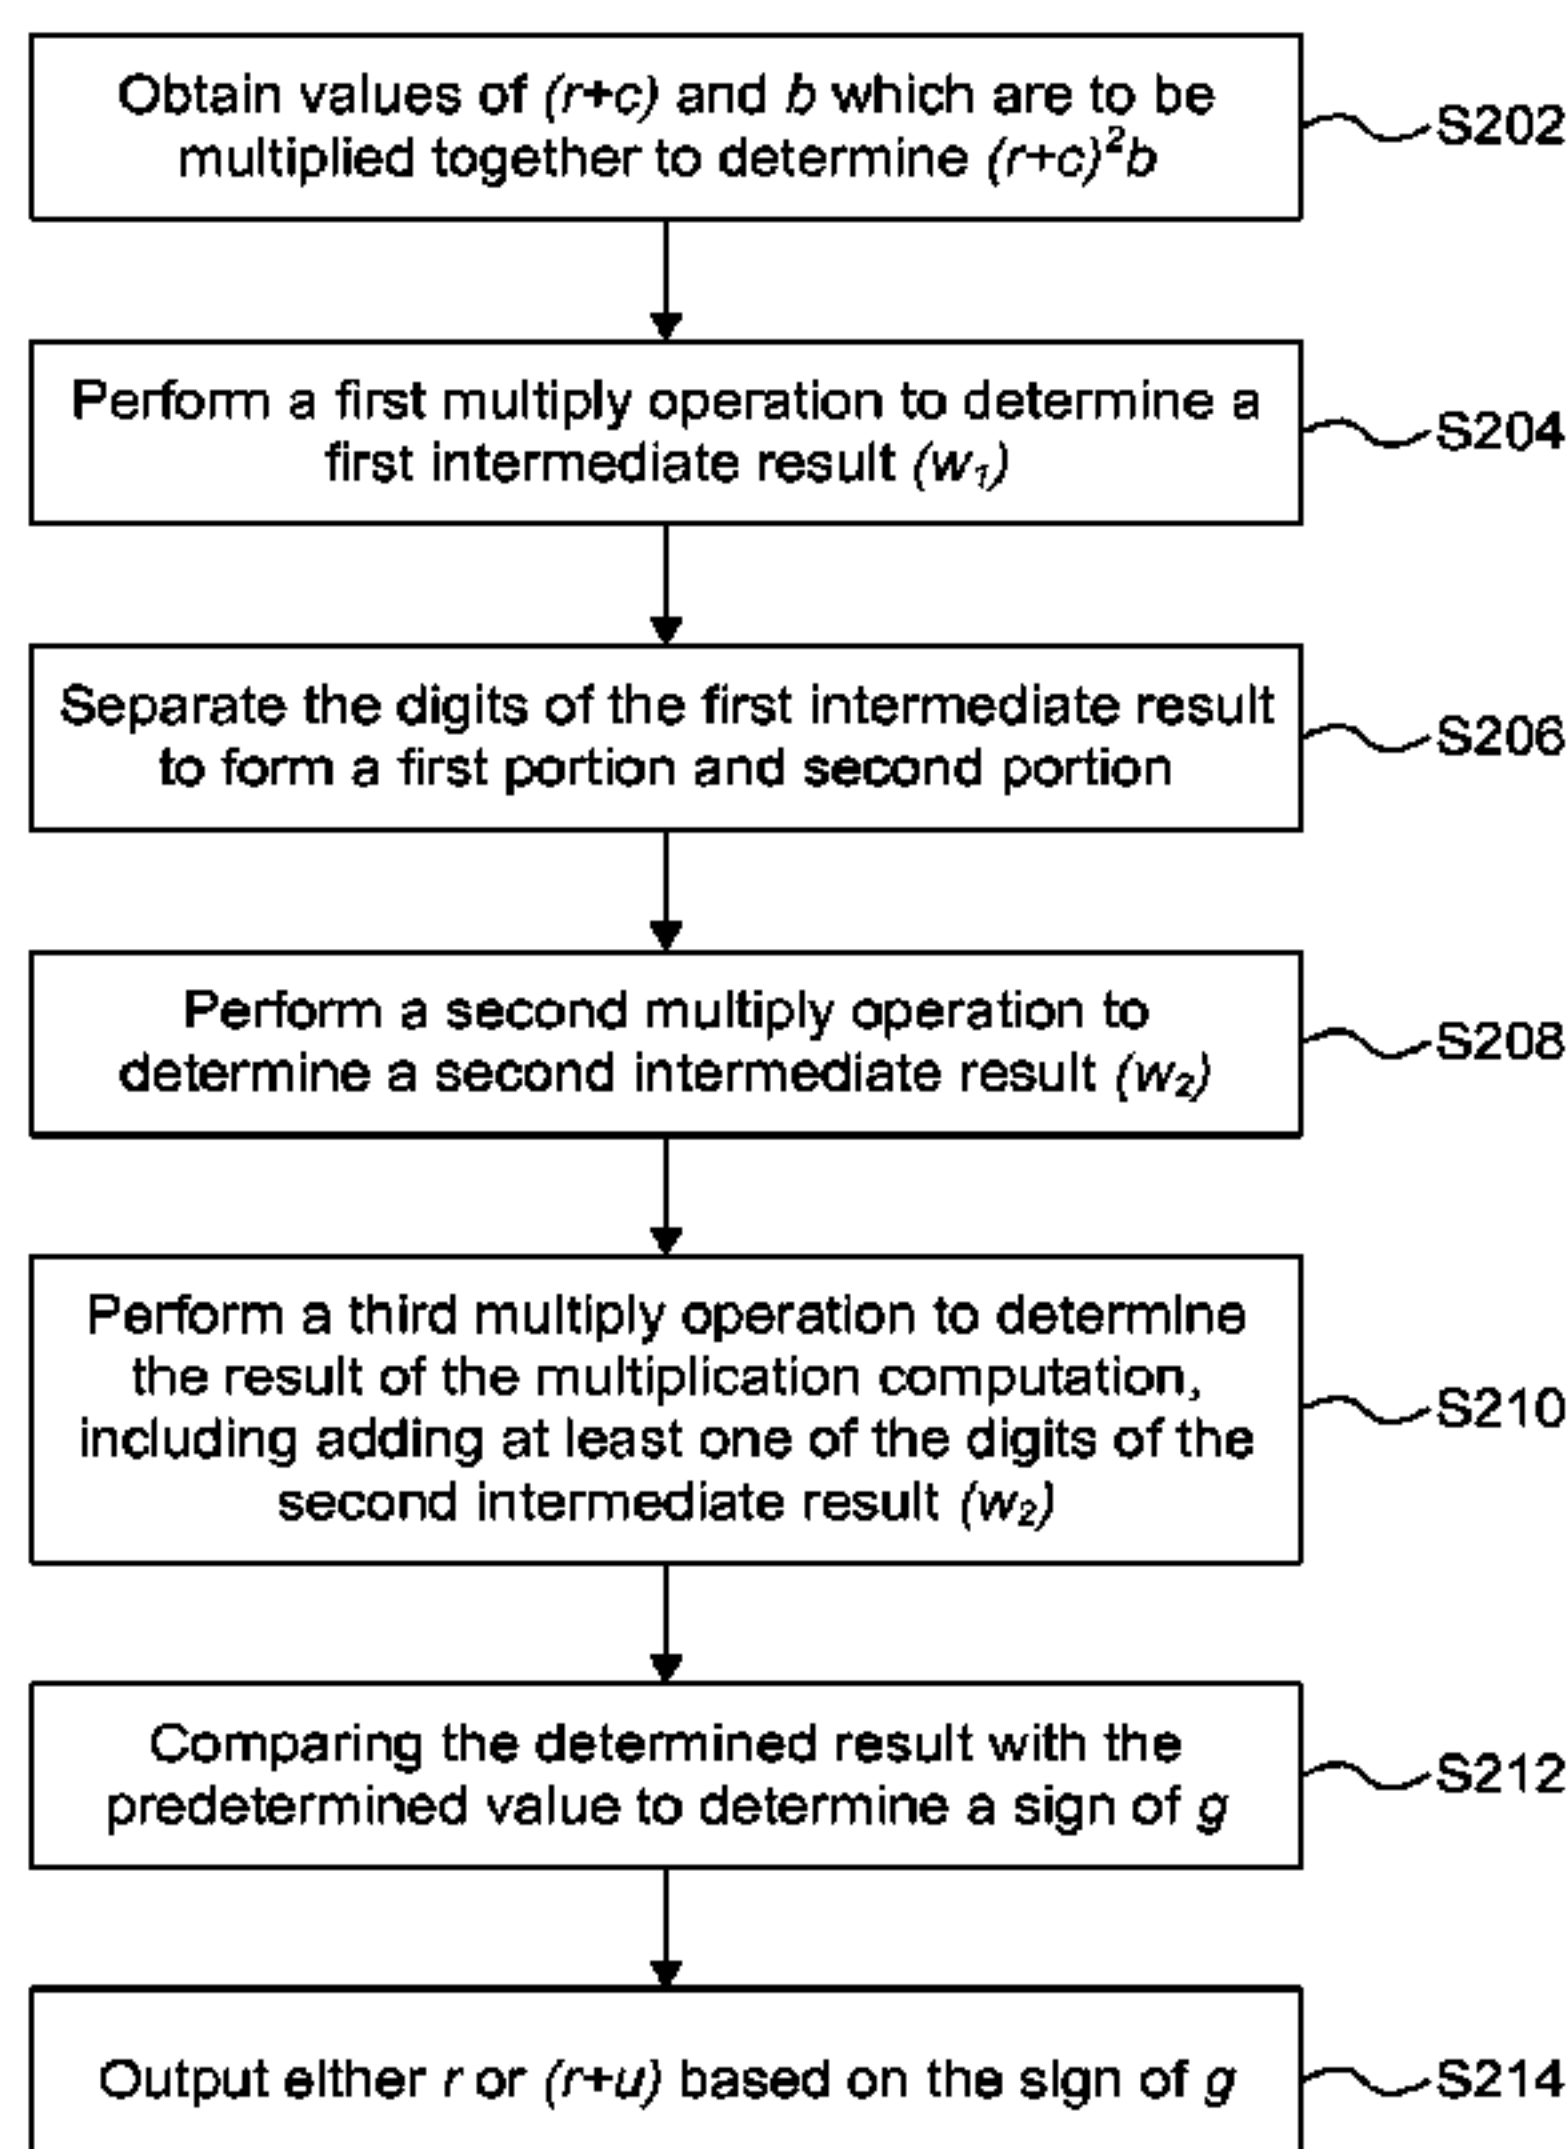 Obtain values of (r+c) and b which are to be
multiplied together to determine (r+c)²b
S202
Perform a first multiply operation to determine a
first intermediate result (w₁)
S204
Separate the digits of the first intermediate result
to form a first portion and second portion
S206
Perform a second multiply operation to
determine a second intermediate result (w₂)
S208
Perform a third multiply operation to determine
the result of the multiplication computation,
including adding at least one of the digits of the
second intermediate result (w₂)
S210
Comparing the determined result with the
predetermined value to determine a sign of g
S212
Output either r or (r+u) based on the sign of g
S214